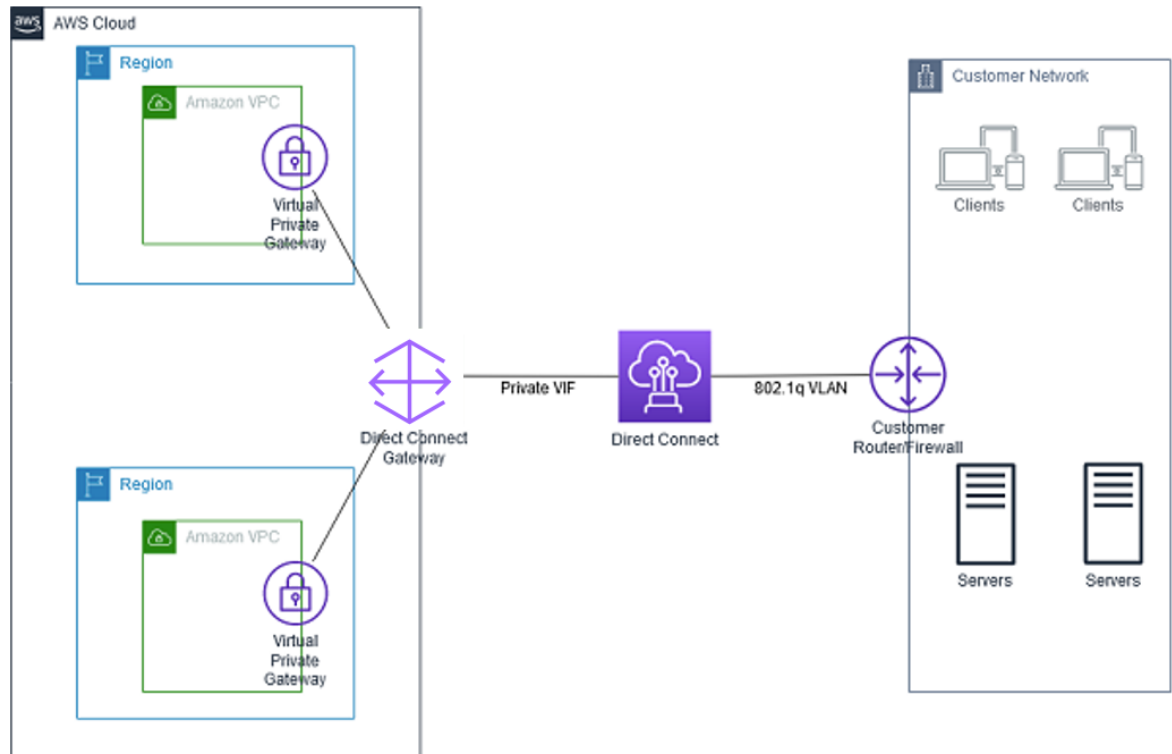 aws
AWS Cloud
Region
Amazon VPC
Virtual
Private
Gateway
Customer Network
Clients
Clients
Private VIF
802.1q VLAN
Direct Connect
Gateway
Direct Connect
Customer
Router/Firewall
Region
Amazon VPC
Virtual
Private
Gateway
Servers
Servers